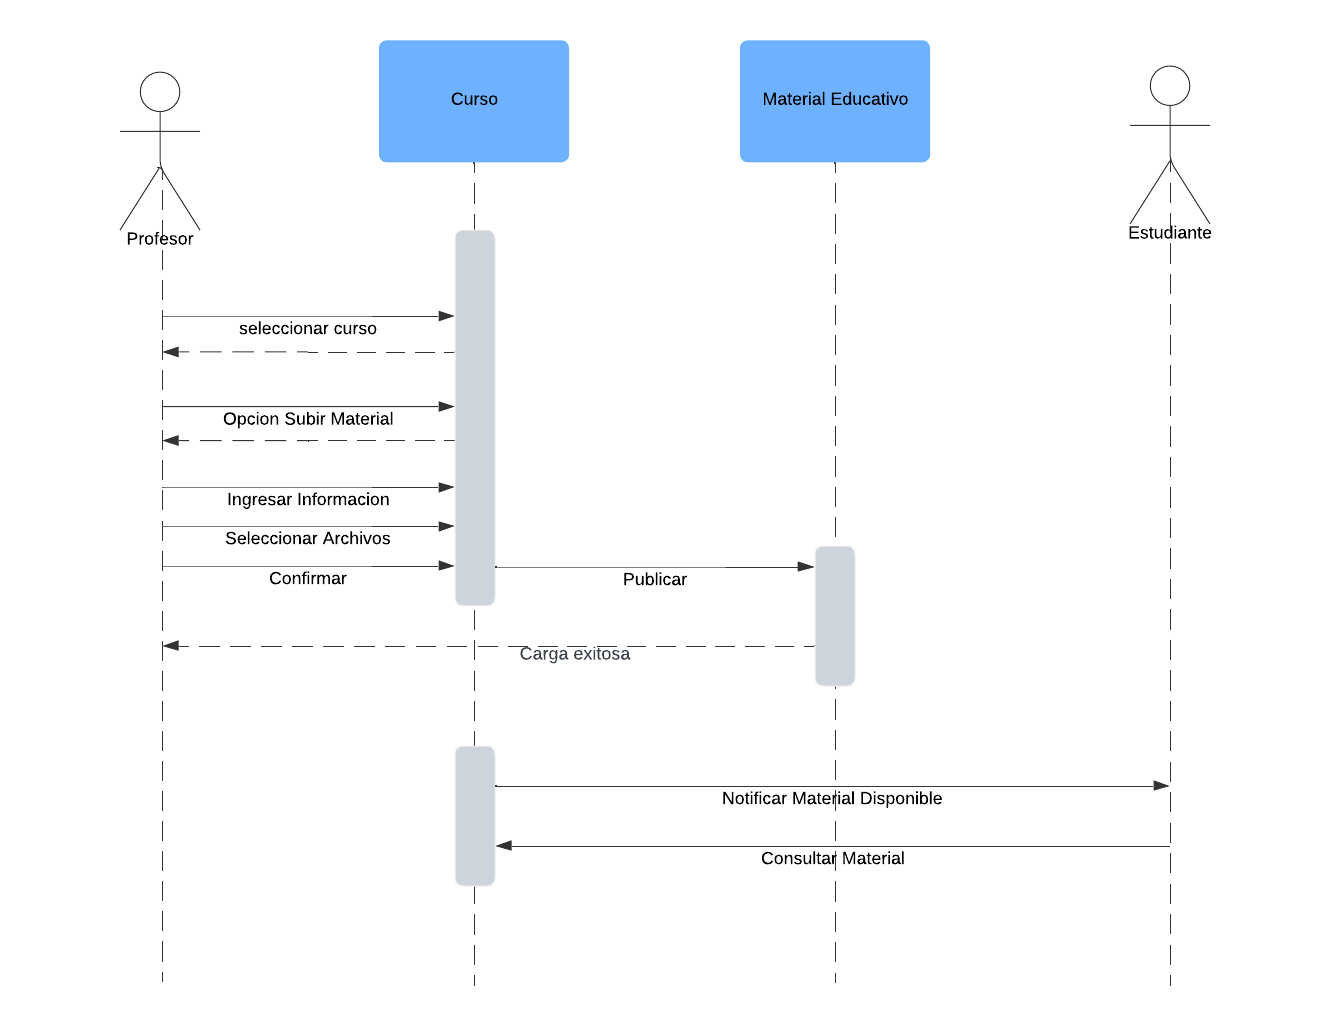 Curso
Material Educativo
Profesor
Estudiante
seleccionar curso
Opcion Subir Material
Ingresar Informacion
Seleccionar Archivos
Confirmar
Publicar
Carga exitosa
Notificar Material Disponible
Consultar Material